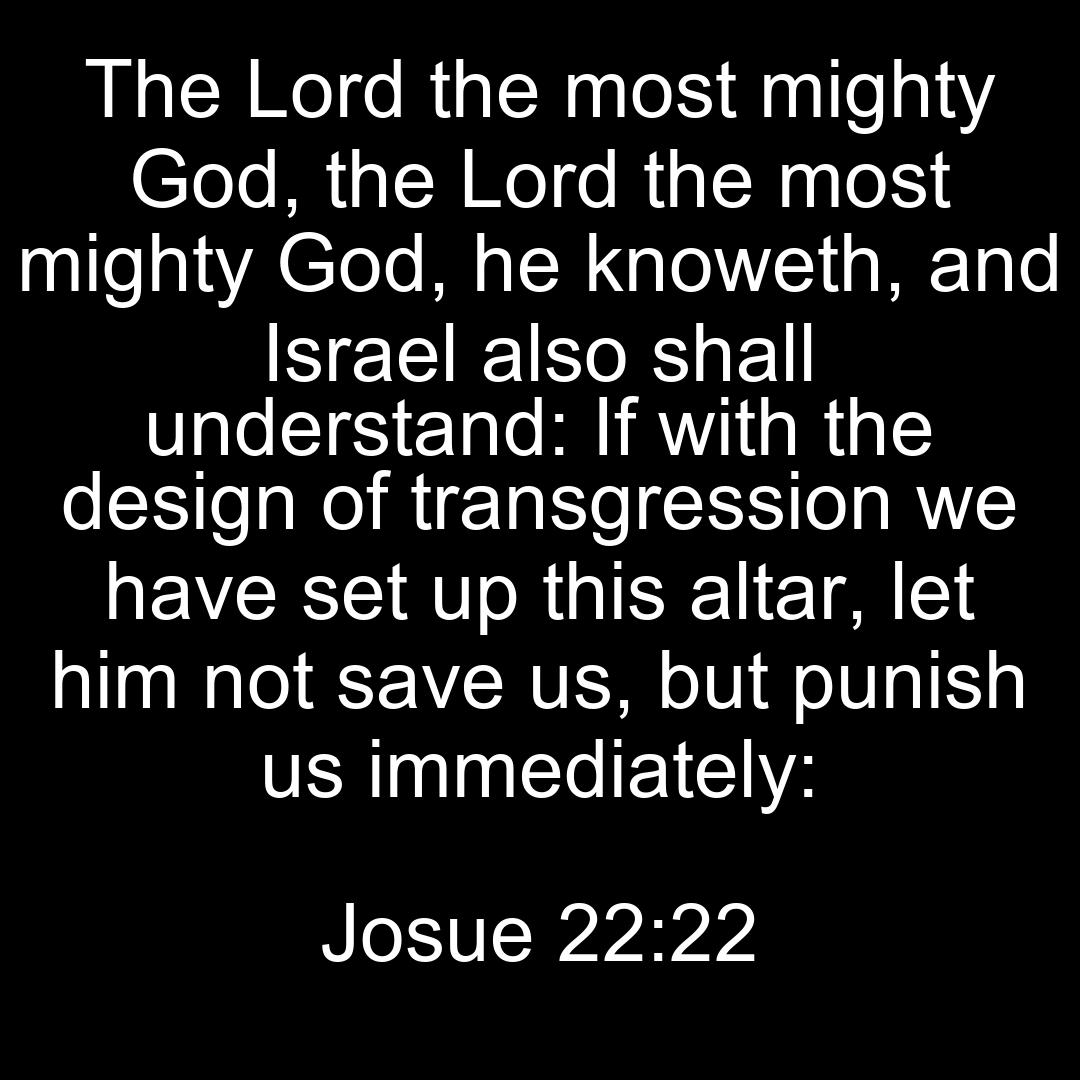 The Lord the most mighty
God, the Lord the most
mighty God, he knoweth, and
Israel also shall
understand: If with the
design of transgression we
have set up this altar, let
him not save us, but punish
us immediately:
Josue 22:22